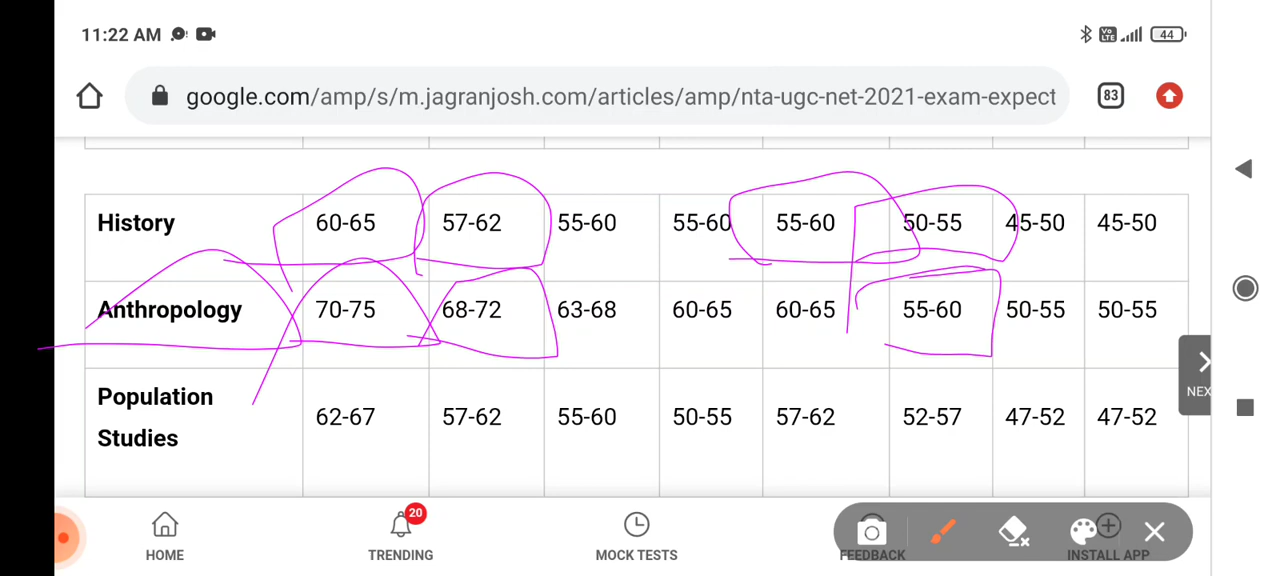 11:22 AM
Vo LTE
44
google.com/amp/s/m.jagranjosh.com/articles/amp/nta-ugc-net-2021-exam-expect
83
History 60-65 57-62 55-60 55-60 55-60 50-55 45-50 45-50
Anthropology 70-75 68-72 63-68 60-65 60-65 55-60 50-55 50-55
Population
Studies 62-67 57-62 55-60 50-55 57-62 52-57 47-52 47-52
NEX
20
HOME TRENDING MOCK TESTS FEEDBACK INSTALL APP